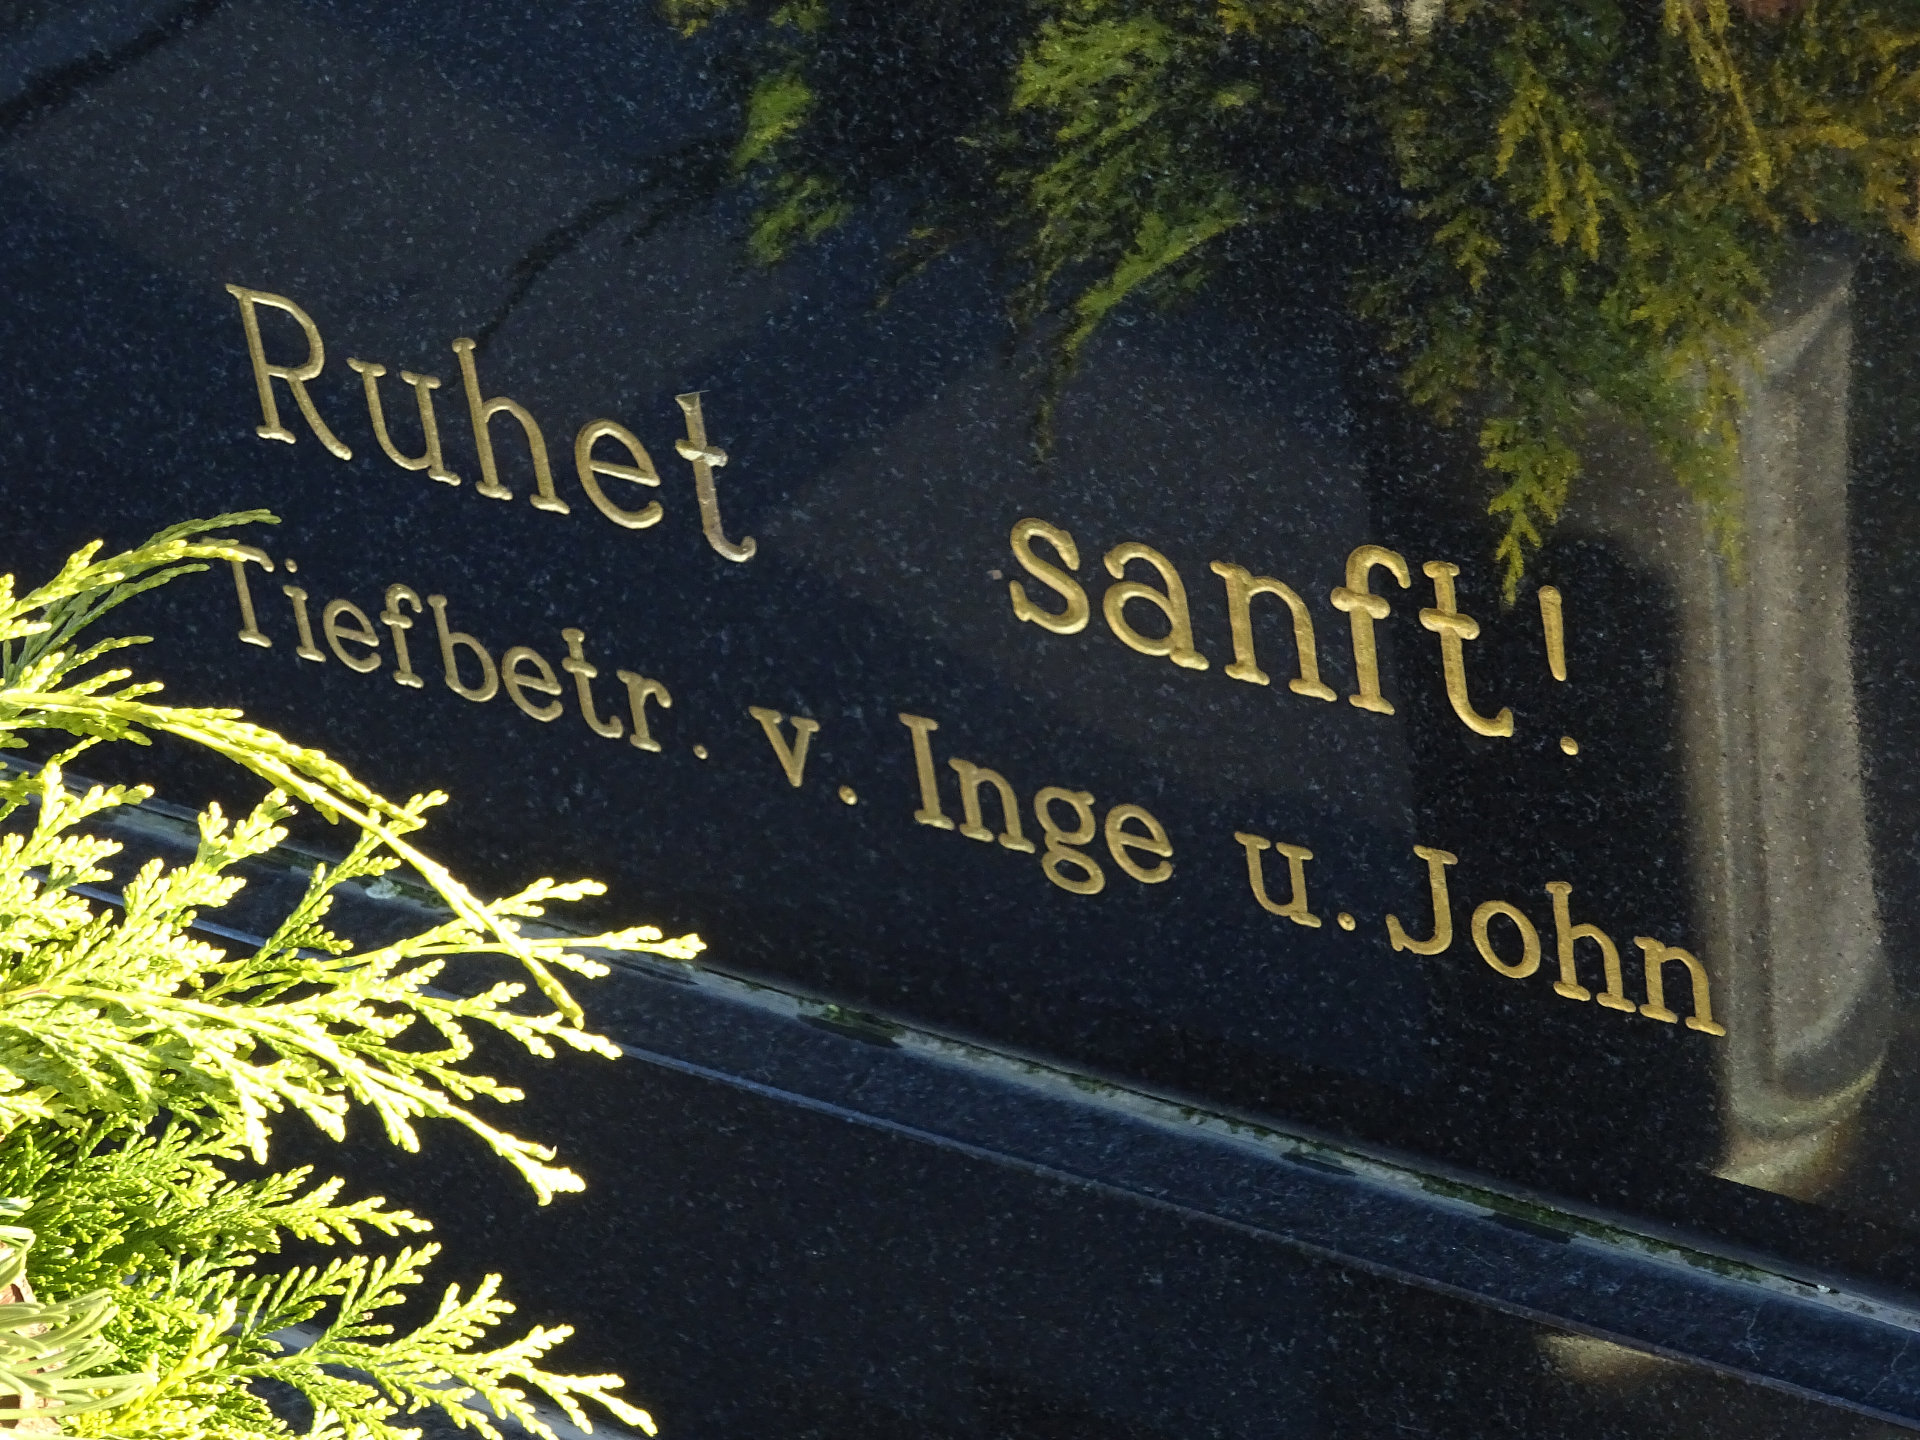 Ruhet sanft!
Tiefbetr. v. Inge u. John